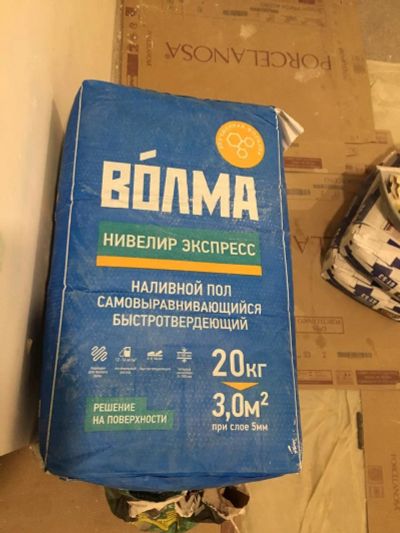 PORCELANOSA
ВОЛМА
НИВЕЛИР ЭКСПРЕСС
НАЛИВНОЙ ПОЛ
САМОВЫРАВНИВАЮЩИЙСЯ
БЫСТРОТВЕРДЕЮЩИЙ
20кг
3,0м²
при слое 5мм
РЕШЕНИЕ
НА ПОВЕРХНОСТИ